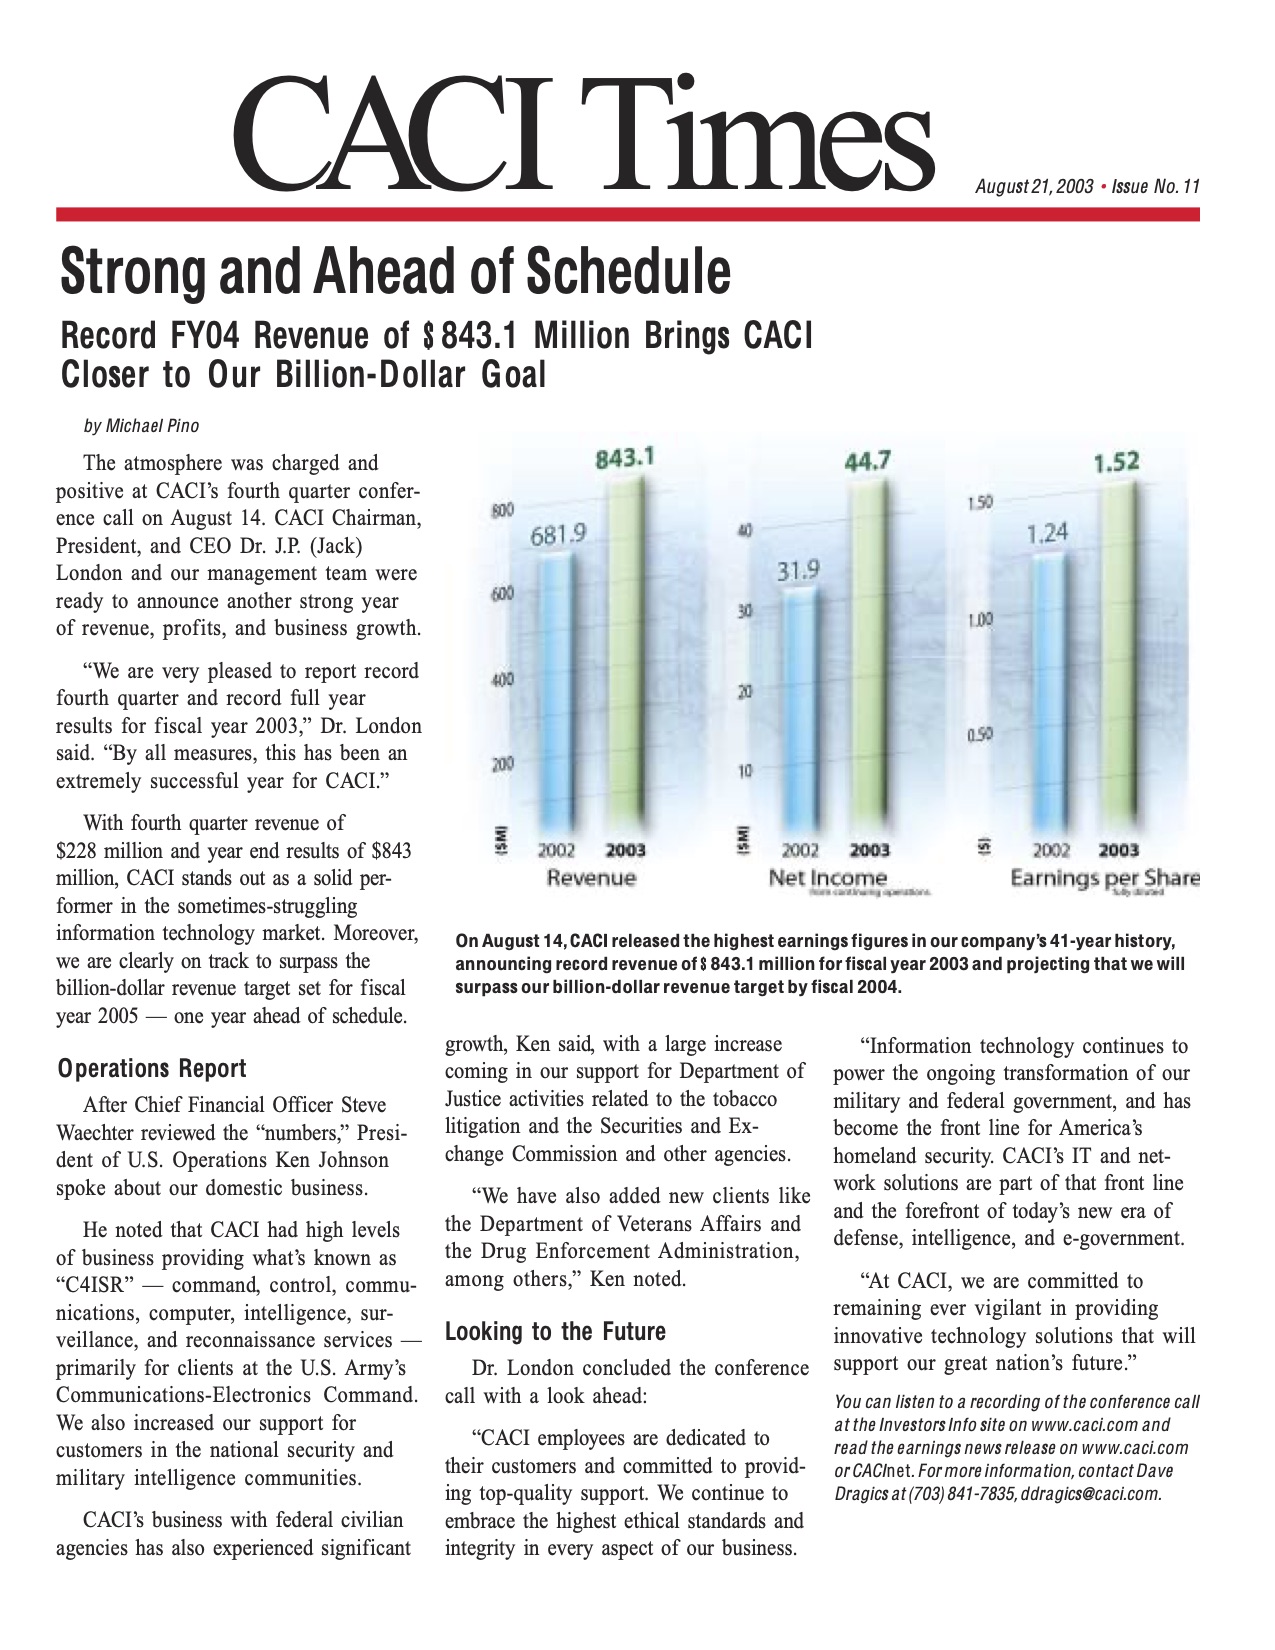 CACI Times
August 21, 2003 • Issue No. 11
Strong and Ahead of Schedule
Record FY04 Revenue of $843.1 Million Brings CACI
Closer to Our Billion-Dollar Goal
by Michael Pino
The atmosphere was charged and
positive at CACI’s fourth quarter confer-
ence call on August 14. CACI Chairman,
President, and CEO Dr. J.P. (Jack)
London and our management team were
ready to announce another strong year
of revenue, profits, and business growth.
“We are very pleased to report record
fourth quarter and record full year
results for fiscal year 2003,” Dr. London
said. “By all measures, this has been an
extremely successful year for CACI.”
With fourth quarter revenue of
$228 million and year end results of $843
million, CACI stands out as a solid per-
former in the sometimes-struggling
information technology market. Moreover,
we are clearly on track to surpass the
billion-dollar revenue target set for fiscal
year 2005 — one year ahead of schedule.
Operations Report
After Chief Financial Officer Steve
Waechter reviewed the “numbers,” Presi-
dent of U.S. Operations Ken Johnson
spoke about our domestic business.
He noted that CACI had high levels
of business providing what’s known as
“C4ISR” — command, control, commu-
nications, computer, intelligence, sur-
veillance, and reconnaissance services —
primarily for clients at the U.S. Army’s
Communications-Electronics Command.
We also increased our support for
customers in the national security and
military intelligence communities.
CACI’s business with federal civilian
agencies has also experienced significant
843.1
800
681.9
600
400
200
($M)
2002 2003
Revenue
44.7
40
31.9
30
20
10
($M)
2002 2003
Net Income
from continuing operations
1.52
1.50
1.24
1.00
0.50
($)
2002 2003
Earnings per Share
fully diluted
On August 14, CACI released the highest earnings figures in our company’s 41-year history,
announcing record revenue of $843.1 million for fiscal year 2003 and projecting that we will
surpass our billion-dollar revenue target by fiscal 2004.
growth, Ken said, with a large increase
coming in our support for Department of
Justice activities related to the tobacco
litigation and the Securities and Ex-
change Commission and other agencies.
“We have also added new clients like
the Department of Veterans Affairs and
the Drug Enforcement Administration,
among others,” Ken noted.
Looking to the Future
Dr. London concluded the conference
call with a look ahead:
“CACI employees are dedicated to
their customers and committed to provid-
ing top-quality support. We continue to
embrace the highest ethical standards and
integrity in every aspect of our business.
“Information technology continues to
power the ongoing transformation of our
military and federal government, and has
become the front line for America’s
homeland security. CACI’s IT and net-
work solutions are part of that front line
and the forefront of today’s new era of
defense, intelligence, and e-government.
“At CACI, we are committed to
remaining ever vigilant in providing
innovative technology solutions that will
support our great nation’s future.”
You can listen to a recording of the conference call
at the Investors Info site on www.caci.com and
read the earnings news release on www.caci.com
or CACInet. For more information, contact Dave
Dragics at (703) 841-7835, ddragics@caci.com.